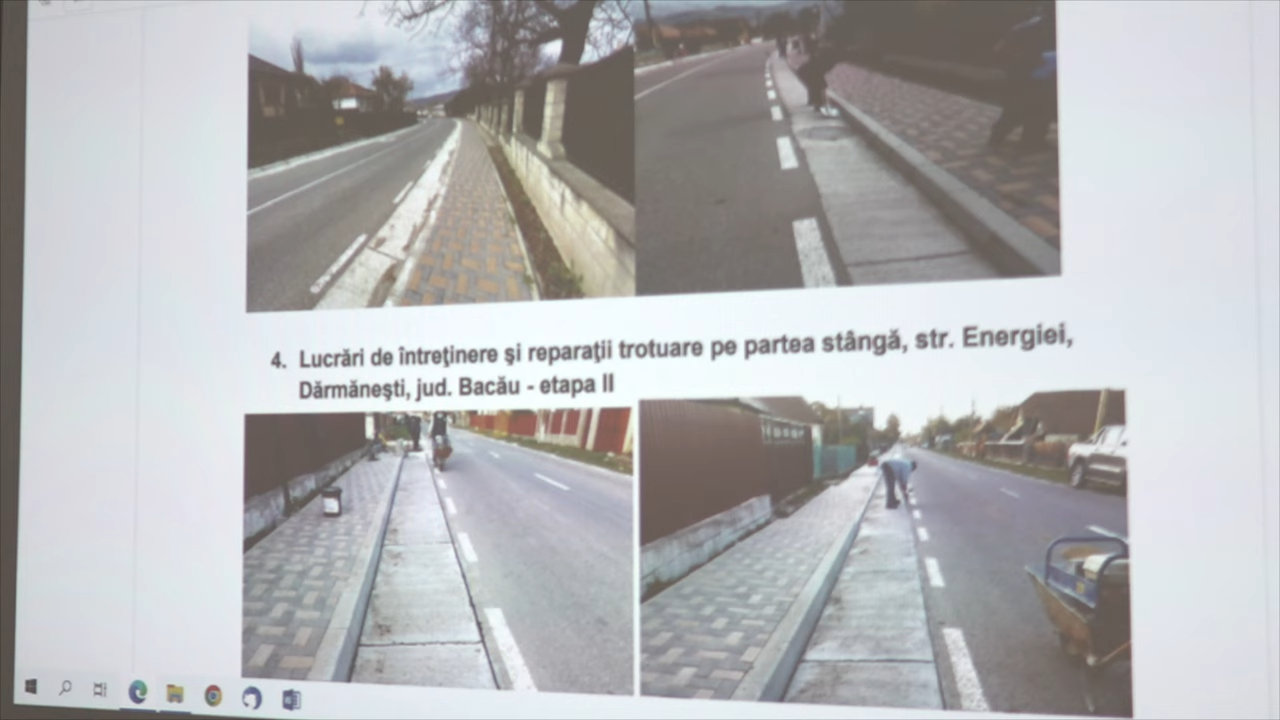 4. Lucrări de întreţinere şi reparaţii trotuare pe partea stângă, str. Energiei,
Dărmăneşti, jud. Bacău - etapa II